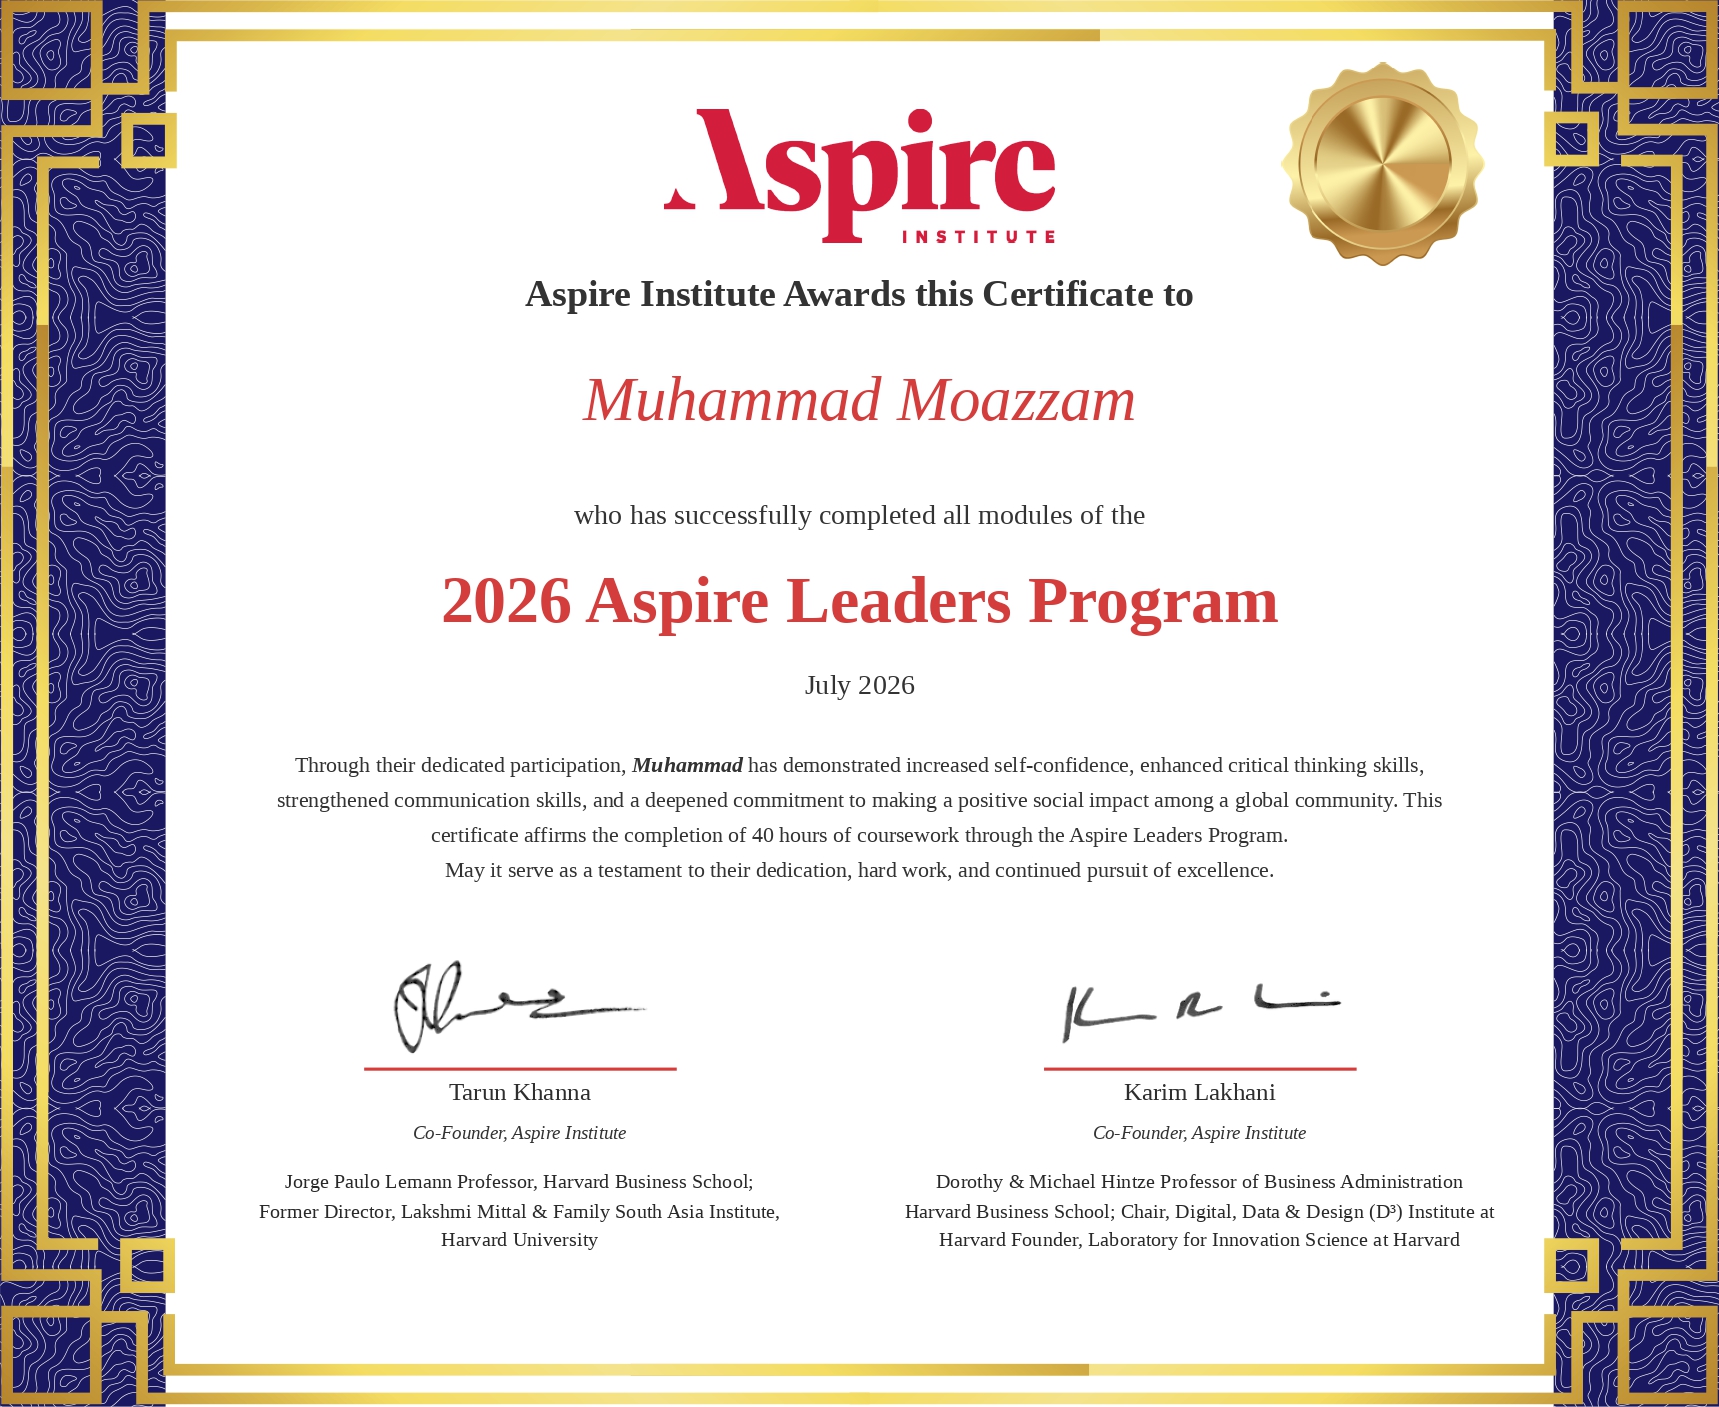 Aspire
INSTITUTE
Aspire Institute Awards this Certificate to
Muhammad Moazzam
who has successfully completed all modules of the
2026 Aspire Leaders Program
July 2026
Through their dedicated participation, Muhammad has demonstrated increased self-confidence, enhanced critical thinking skills,
strengthened communication skills, and a deepened commitment to making a positive social impact among a global community. This
certificate affirms the completion of 40 hours of coursework through the Aspire Leaders Program.
May it serve as a testament to their dedication, hard work, and continued pursuit of excellence.
Tarun Khanna
Co-Founder, Aspire Institute
Jorge Paulo Lemann Professor, Harvard Business School;
Former Director, Lakshmi Mittal & Family South Asia Institute,
Harvard University
Karim Lakhani
Co-Founder, Aspire Institute
Dorothy & Michael Hintze Professor of Business Administration
Harvard Business School; Chair, Digital, Data & Design (D³) Institute at
Harvard Founder, Laboratory for Innovation Science at Harvard